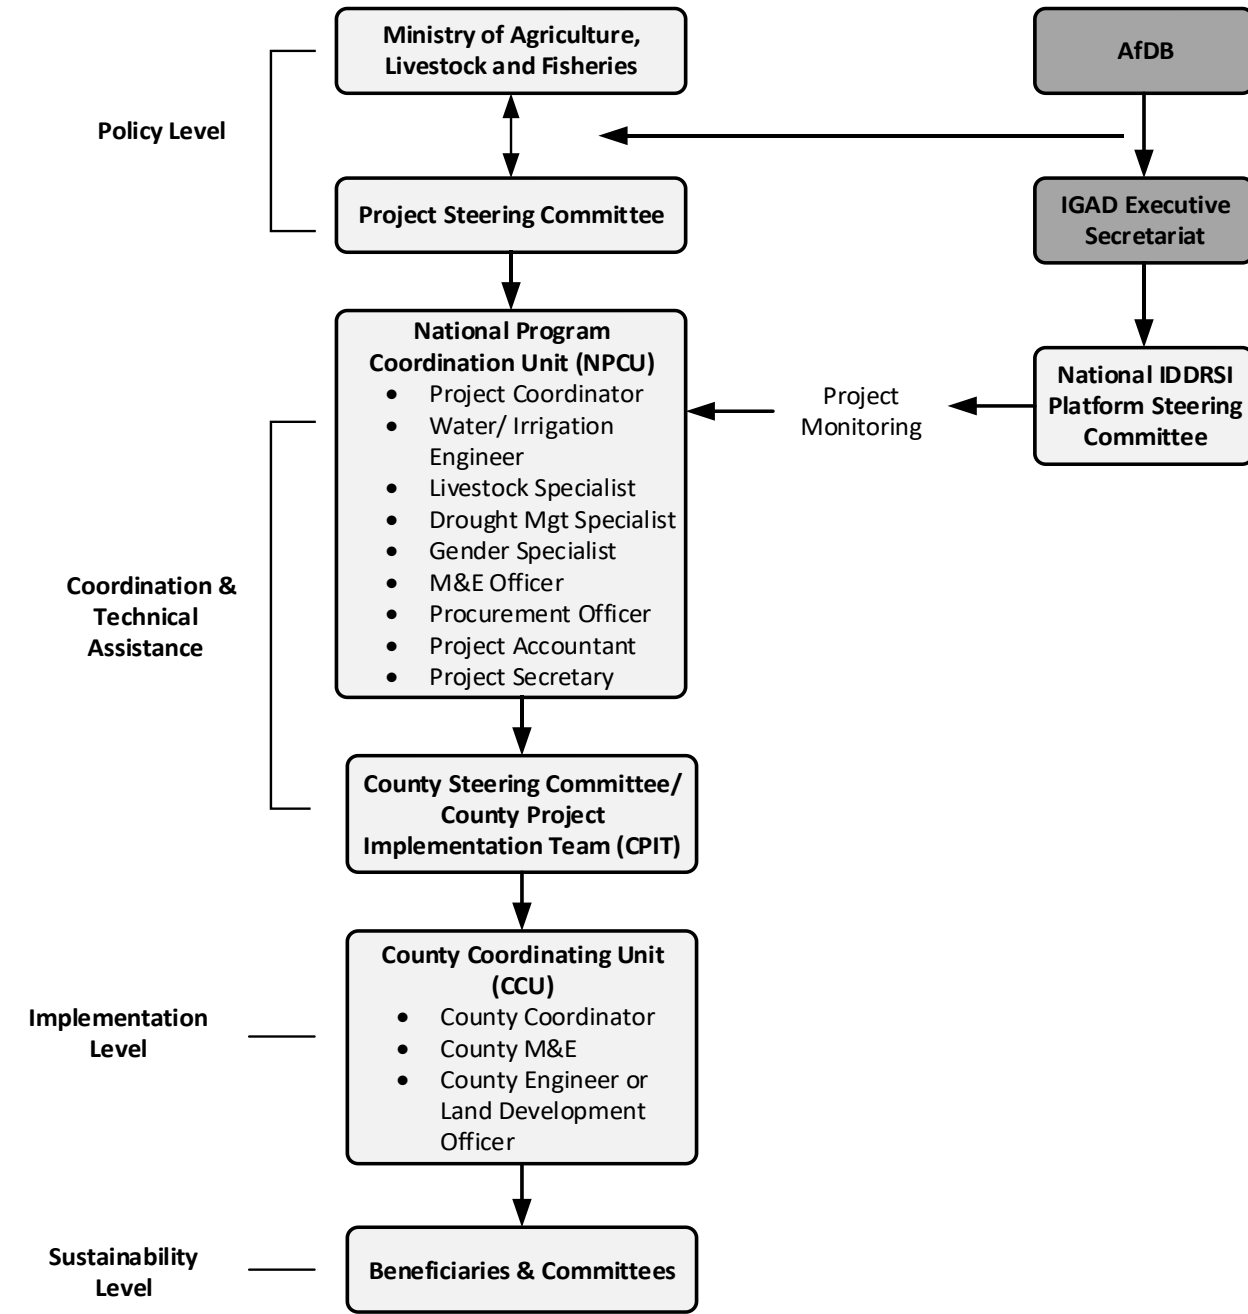 Ministry of Agriculture,
Livestock and Fisheries
AfDB
Policy Level
Project Steering Committee
IGAD Executive
Secretariat
National Program
Coordination Unit (NPCU)
• Project Coordinator
• Water/ Irrigation
Engineer
• Livestock Specialist
• Drought Mgt Specialist
• Gender Specialist
• M&E Officer
• Procurement Officer
• Project Accountant
• Project Secretary
Project
Monitoring
National IDDRSI
Platform Steering
Committee
Coordination &
Technical
Assistance
County Steering Committee/
County Project
Implementation Team (CPIT)
Implementation
Level
County Coordinating Unit
(CCU)
• County Coordinator
• County M&E
• County Engineer or
Land Development
Officer
Sustainability
Level
Beneficiaries & Committees